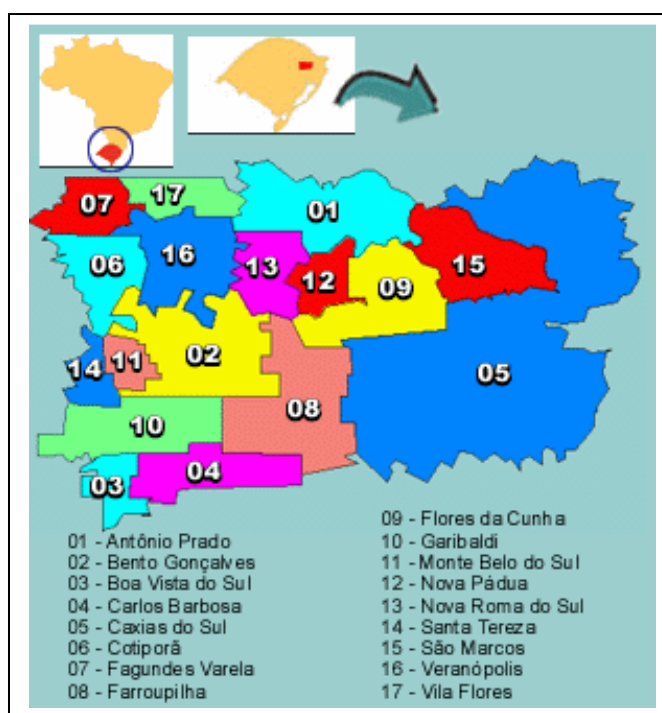 07
17
01
16
13
15
06
12
09
14
11
02
05
08
10
04
03
01 - Antônio Prado
02 - Bento Gonçalves
03 - Boa Vista do Sul
04 - Carlos Barbosa
05 - Caxias do Sul
06 - Cotiporã
07 - Fagundes Varela
08 - Farroupilha
09 - Flores da Cunha
10 - Garibaldi
11 - Monte Belo do Sul
12 - Nova Pádua
13 - Nova Roma do Sul
14 - Santa Tereza
15 - São Marcos
16 - Veranópolis
17 - Vila Flores